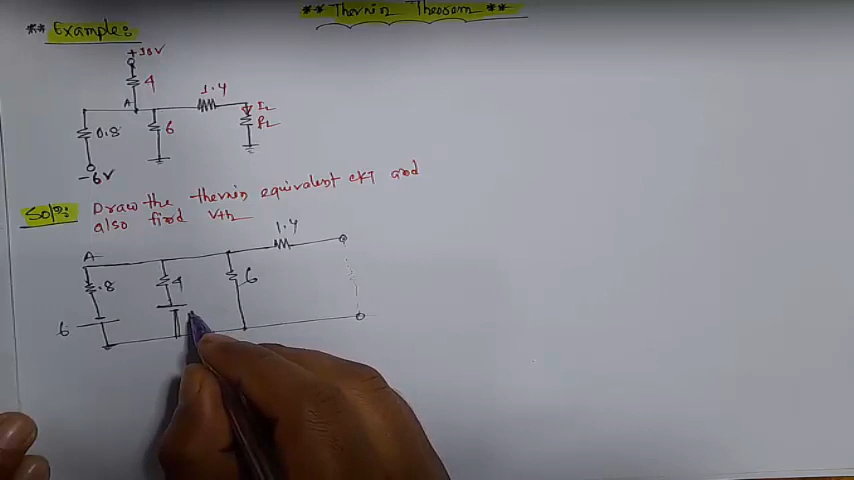 ** Thevnin Theorem **
** Example:
+10V
4
A
1.4
IL
RL
0.8
6
-6V
Sol^n: Draw the thevnin equivalent CKT and
also find Vth
1.4
A
.8
4
6
6